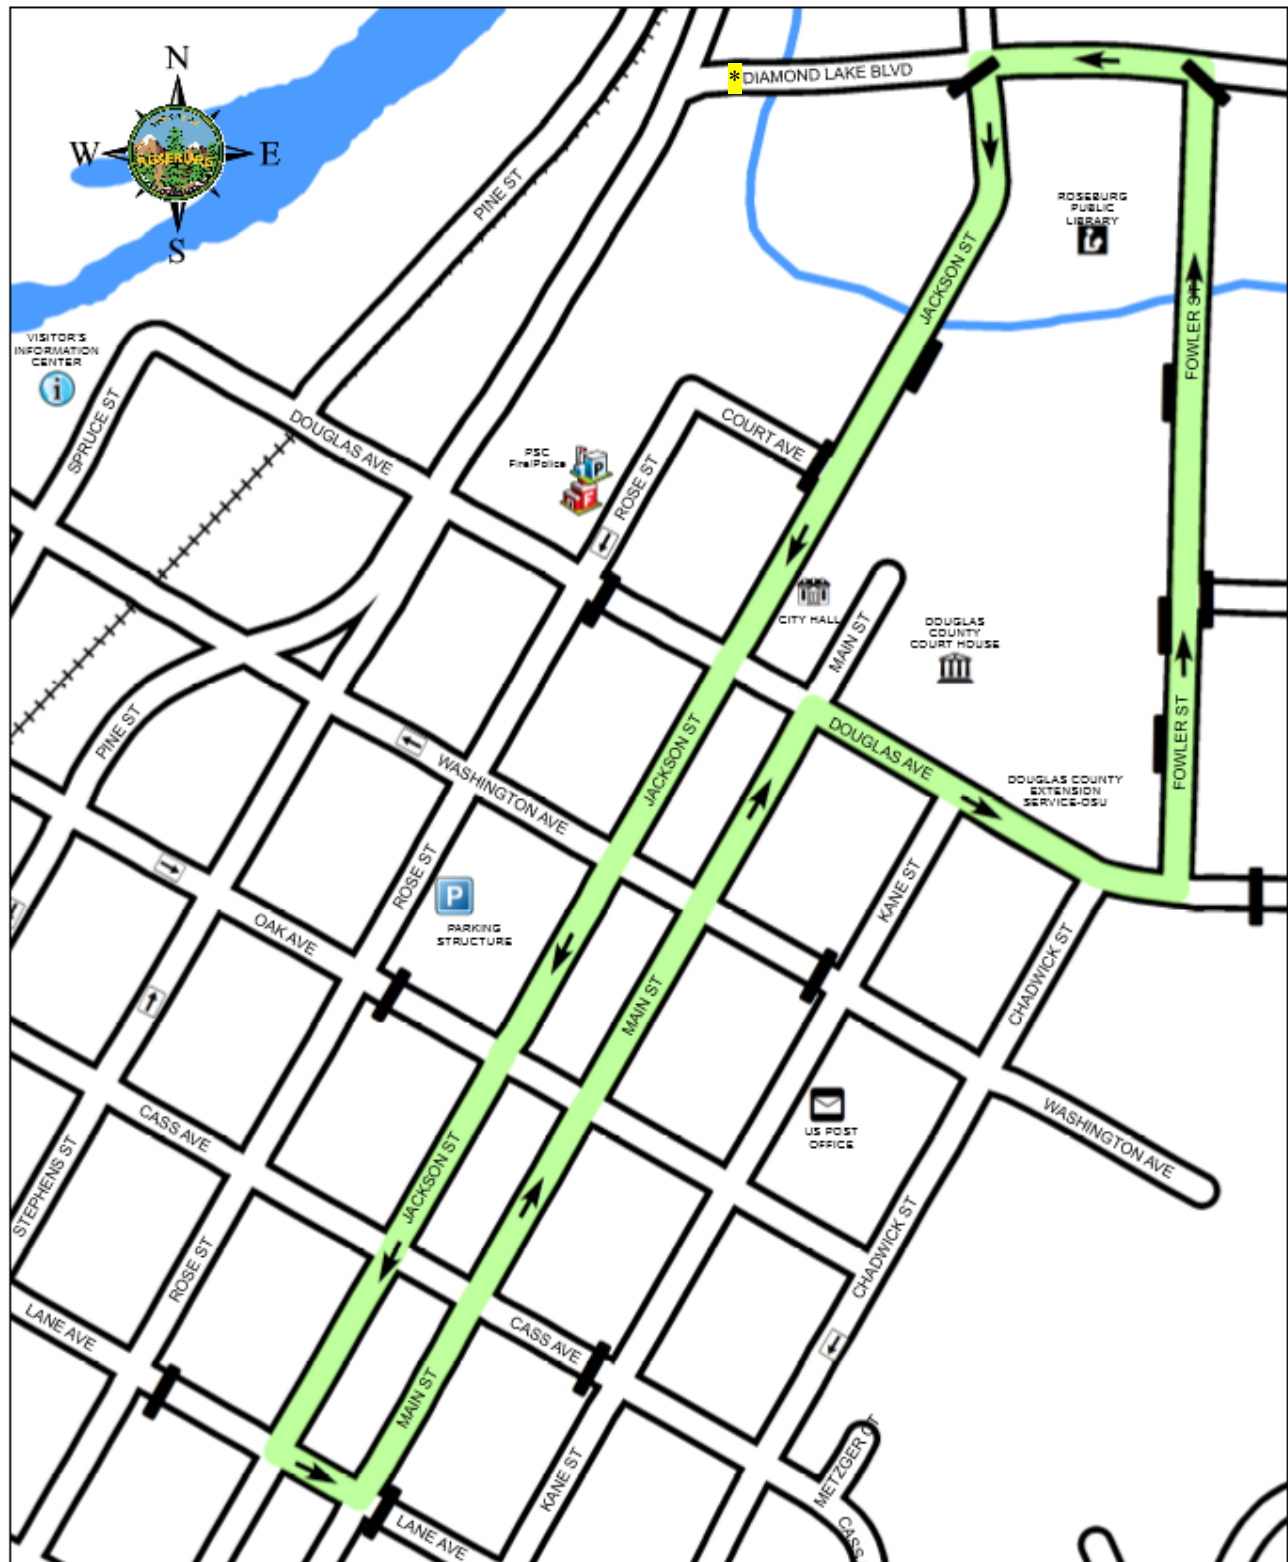 N
W
E
S
ROSEBURG
*DIAMOND LAKE BLVD
PINE ST
ROSEBURG
PUBLIC
LIBRARY
JACKSON ST
FOWLER ST
VISITOR'S
INFORMATION
CENTER
i
SPRUCE ST
DOUGLAS AVE
COURT AVE
PSC
Fire/Police
P
F
ROSE ST
CITY HALL
MAIN ST
DOUGLAS
COUNTY
COURT HOUSE
PINE ST
JACKSON ST
DOUGLAS AVE
FOWLER ST
WASHINGTON AVE
DOUGLAS COUNTY
EXTENSION
SERVICE-OSU
ROSE ST
P
PARKING
STRUCTURE
KANE ST
OAK AVE
CHADWICK ST
MAIN ST
US POST
OFFICE
WASHINGTON AVE
CASS AVE
STEPHENS ST
JACKSON ST
ROSE ST
CHADWICK ST
LANE AVE
CASS AVE
MAIN ST
METZGER CT
KANE ST
LANE AVE
CASS